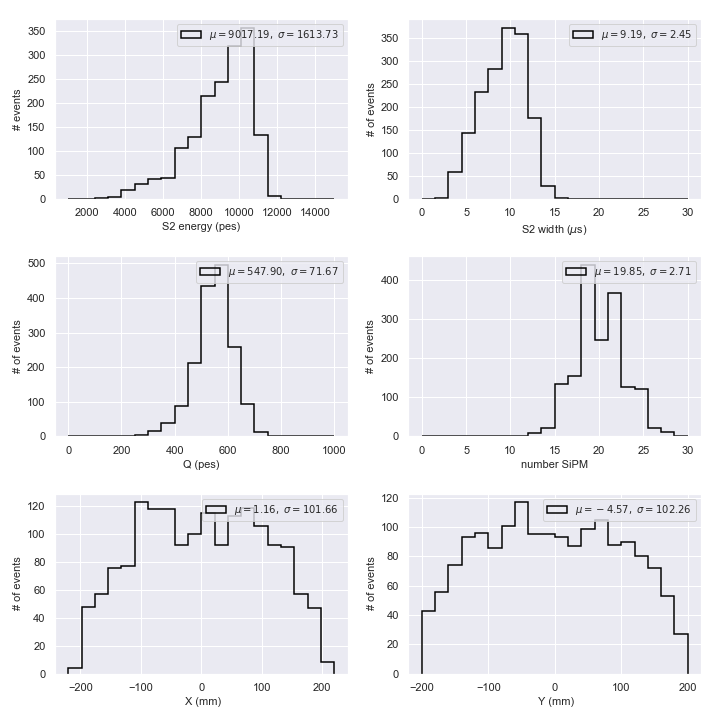 μ = 9017.19, σ = 1613.73
350
300
250
200
150
100
50
0
# events
2000 4000 6000 8000 10000 12000 14000
S2 energy (pes)
μ = 9.19, σ = 2.45
350
300
250
200
150
100
50
0
# of events
0 5 10 15 20 25 30
S2 width (μs)
μ = 547.90, σ = 71.67
500
400
300
200
100
0
# of events
0 200 400 600 800 1000
Q (pes)
μ = 19.85, σ = 2.71
400
300
200
100
0
# of events
0 5 10 15 20 25 30
number SiPM
μ = 1.16, σ = 101.66
120
100
80
60
40
20
0
# of events
−200 −100 0 100 200
X (mm)
μ = −4.57, σ = 102.26
120
100
80
60
40
20
0
# of events
−200 −100 0 100 200
Y (mm)